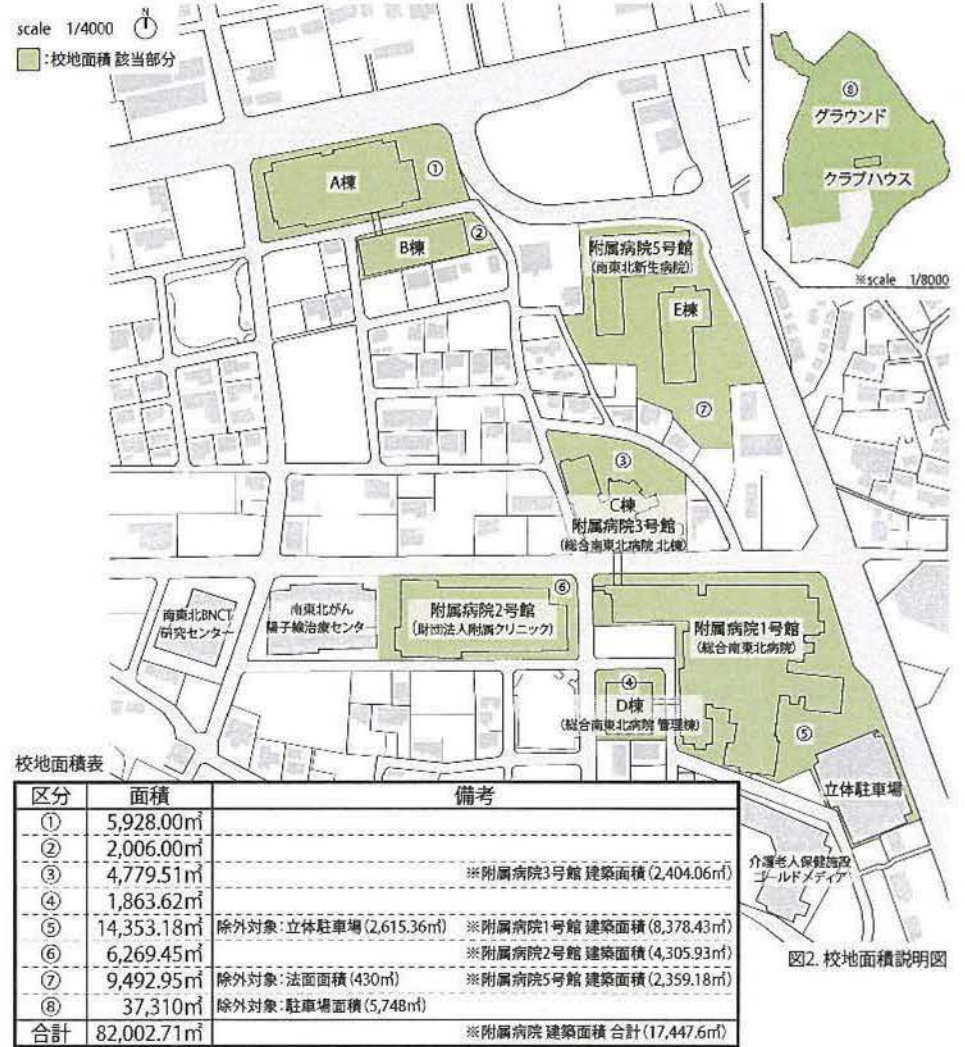 scale 1/4000
N
:校地面積 該当部分
⑧
グラウンド
クラブハウス
※scale 1/8000
A棟
①
B棟
②
附属病院5号館
(南東北新生病院)
E棟
⑦
③
C棟
附属病院3号館
(総合南東北病院 北棟)
南東北BNCT
研究センター
南東北がん
陽子線治療センター
⑥
附属病院2号館
(財団法人附属クリニック)
附属病院1号館
(総合南東北病院)
④
D棟
(総合南東北病院 管理棟)
⑤
立体駐車場
介護老人保健施設
ゴールドメディア
図2. 校地面積説明図
校地面積表
区分 面積 備考
① 5,928.00㎡
② 2,006.00㎡
③ 4,779.51㎡ ※附属病院3号館 建築面積(2,404.06㎡)
④ 1,863.62㎡
⑤ 14,353.18㎡ 除外対象:立体駐車場(2,615.36㎡) ※附属病院1号館 建築面積(8,378.43㎡)
⑥ 6,269.45㎡ ※附属病院2号館 建築面積(4,305.93㎡)
⑦ 9,492.95㎡ 除外対象:法面面積(430㎡) ※附属病院5号館 建築面積(2,359.18㎡)
⑧ 37,310㎡ 除外対象:駐車場面積(5,748㎡)
合計 82,002.71㎡ ※附属病院 建築面積 合計(17,447.6㎡)